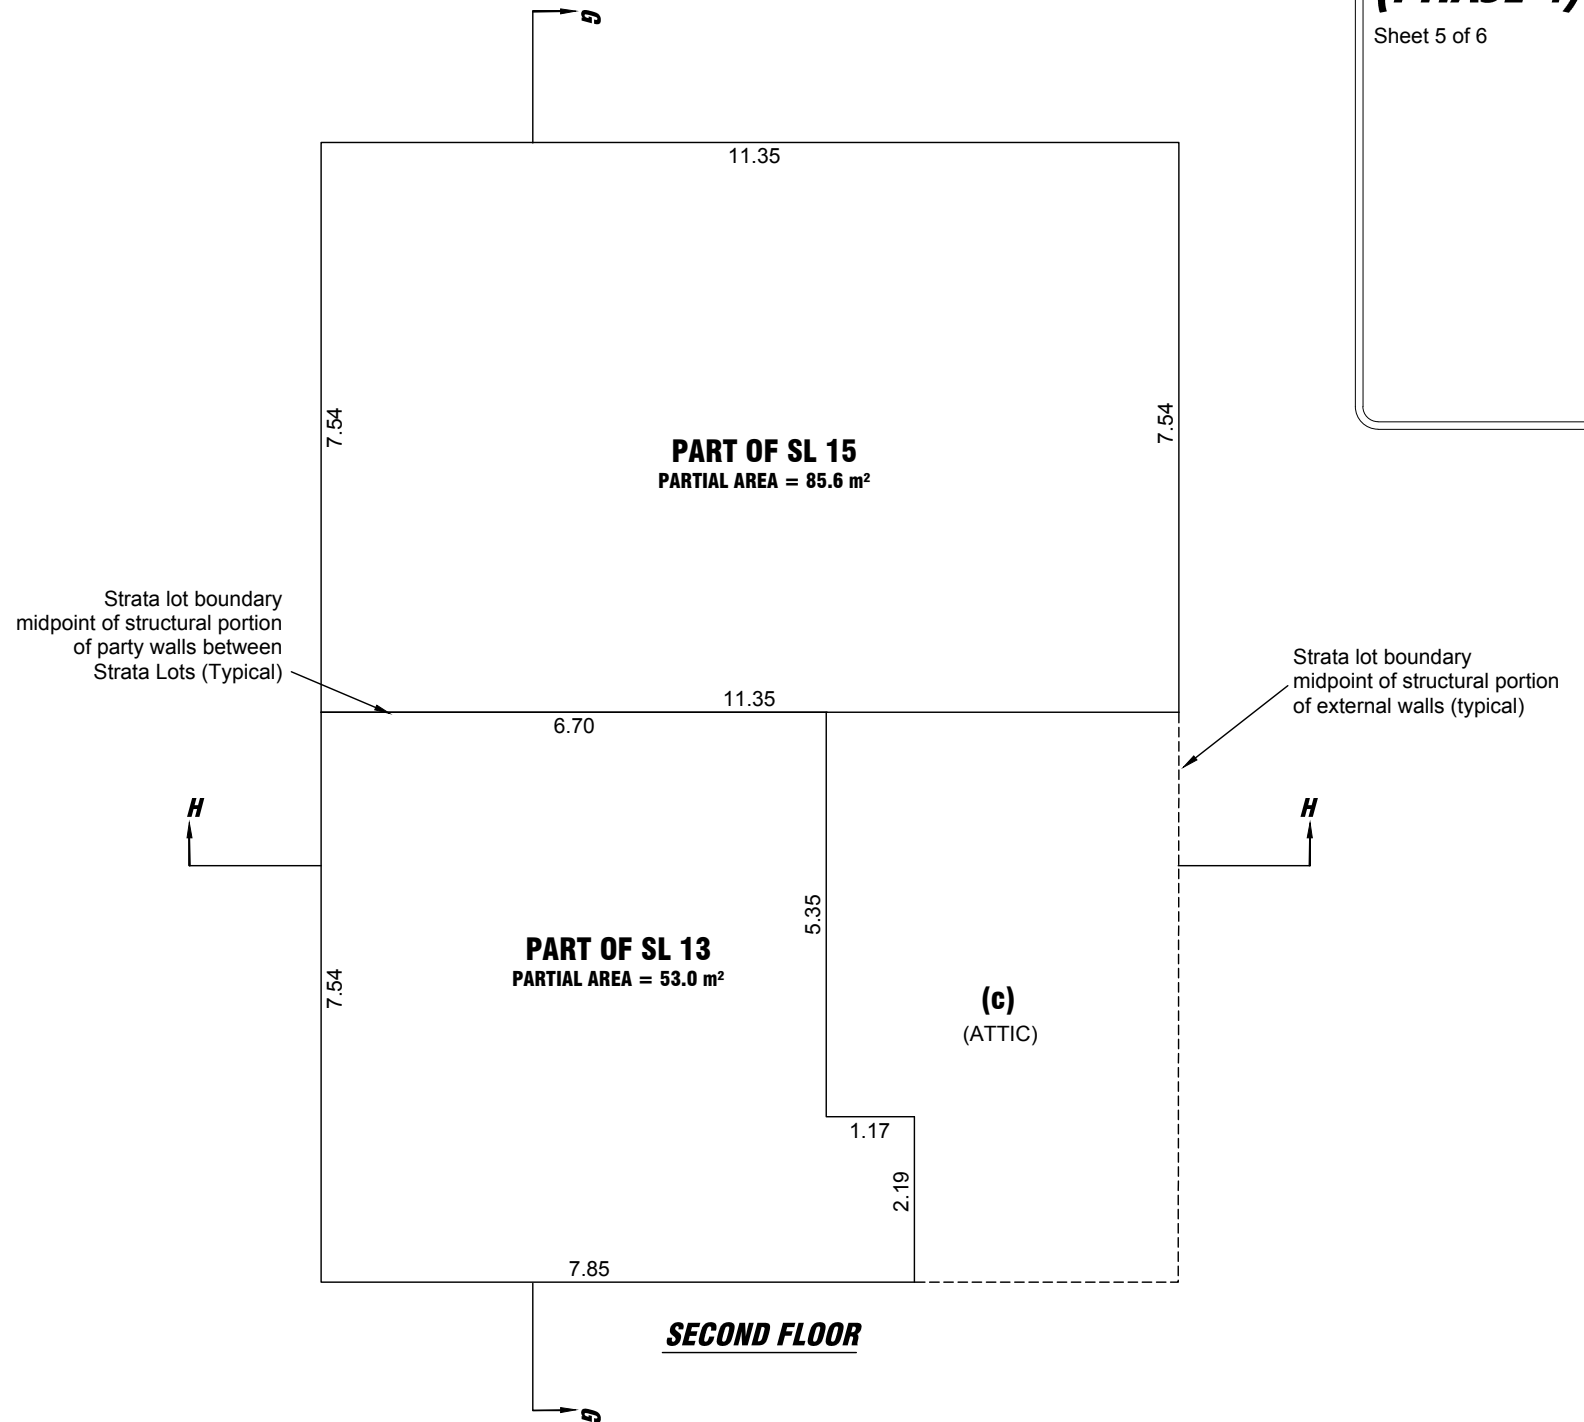 G
Sheet 5 of 6
11.35
7.54
7.54
PART OF SL 15
PARTIAL AREA = 85.6 m²
Strata lot boundary
midpoint of structural portion
of party walls between
Strata Lots (Typical)
11.35
6.70
Strata lot boundary
midpoint of structural portion
of external walls (typical)
H
H
5.35
PART OF SL 13
PARTIAL AREA = 53.0 m²
7.54
(c)
(ATTIC)
1.17
2.19
7.85
SECOND FLOOR
G